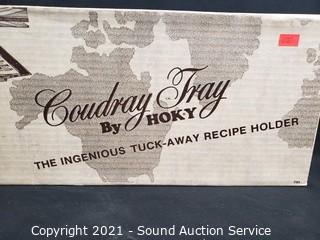 Coudray Tray
By HOKY
THE INGENIOUS TUCK-AWAY RECIPE HOLDER
Copyright 2021 - Sound Auction Service